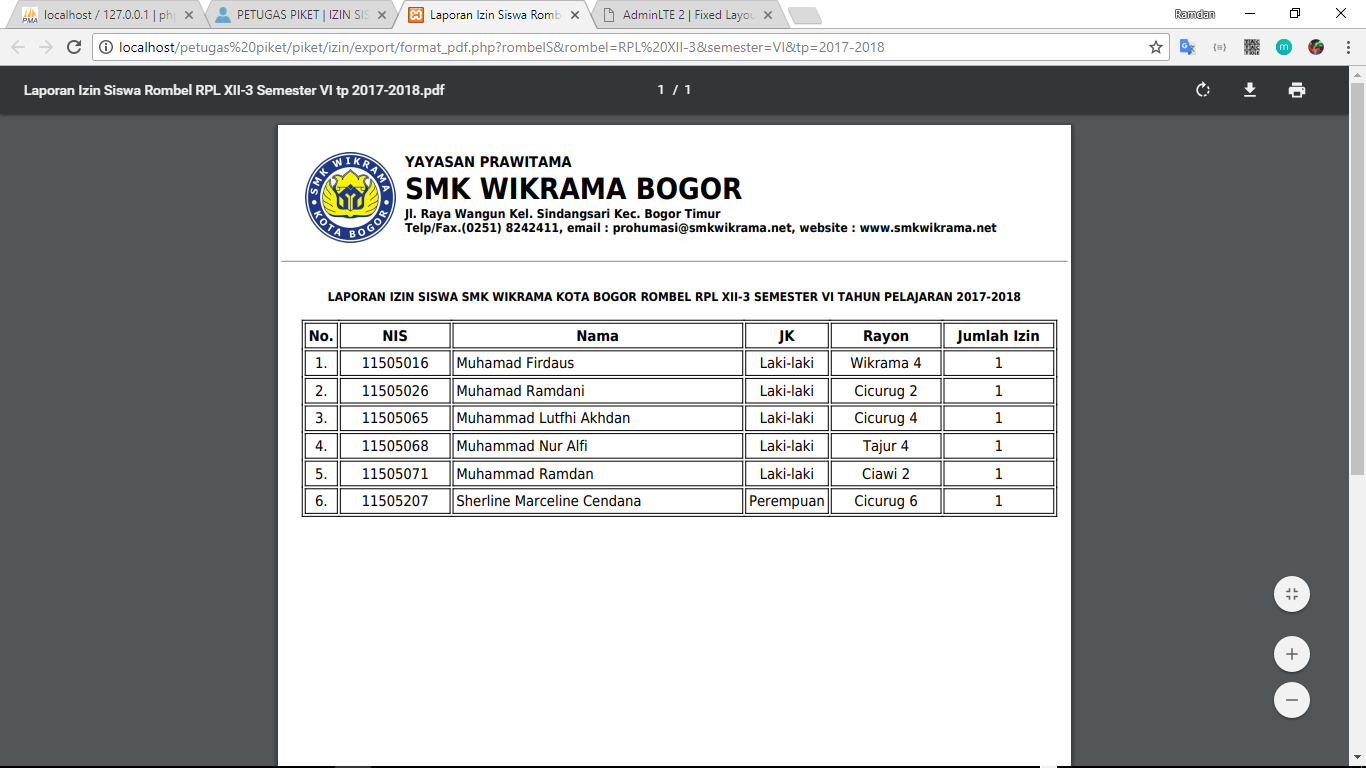 localhost / 127.0.0.1 | ph
PETUGAS PIKET | IZIN SIS
Laporan Izin Siswa Romb
AdminLTE 2 | Fixed Layou
Ramdan
localhost/petugas%20piket/piket/izin/export/format_pdf.php?rombelS&rombel=RPL%20XII-3&semester=VI&tp=2017-2018
Laporan Izin Siswa Rombel RPL XII-3 Semester VI tp 2017-2018.pdf
1 / 1
SMK WIKRAMA
KOTA BOGOR
YAYASAN PRAWITAMA
SMK WIKRAMA BOGOR
Jl. Raya Wangun Kel. Sindangsari Kec. Bogor Timur
Telp/Fax.(0251) 8242411, email : prohumasi@smkwikrama.net, website : www.smkwikrama.net
LAPORAN IZIN SISWA SMK WIKRAMA KOTA BOGOR ROMBEL RPL XII-3 SEMESTER VI TAHUN PELAJARAN 2017-2018
No. NIS Nama JK Rayon Jumlah Izin
1. 11505016 Muhamad Firdaus Laki-laki Wikrama 4 1
2. 11505026 Muhamad Ramdani Laki-laki Cicurug 2 1
3. 11505065 Muhammad Lutfhi Akhdan Laki-laki Cicurug 4 1
4. 11505068 Muhammad Nur Alfi Laki-laki Tajur 4 1
5. 11505071 Muhammad Ramdan Laki-laki Ciawi 2 1
6. 11505207 Sherline Marceline Cendana Perempuan Cicurug 6 1